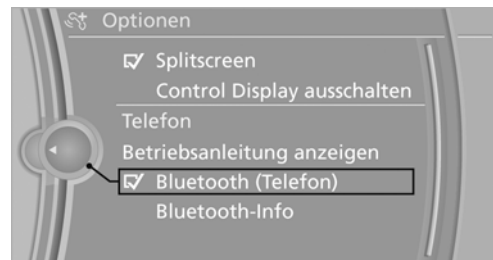 Optionen
Splitscreen
Control Display ausschalten
Telefon
Betriebsanleitung anzeigen
Bluetooth (Telefon)
Bluetooth-Info